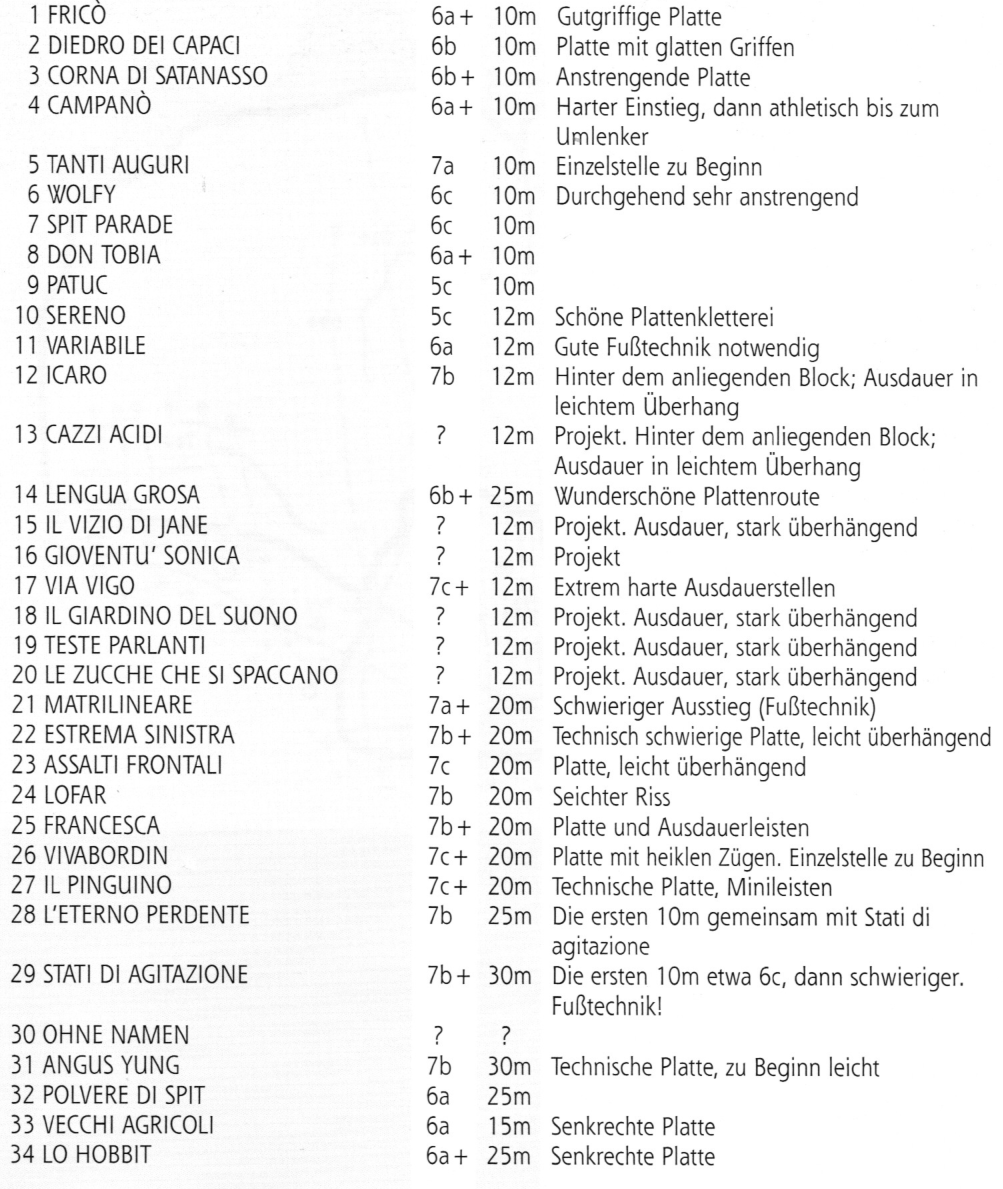 1 FRICÒ 6a+ 10m Gutgriffige Platte
2 DIEDRO DEI CAPACI 6b 10m Platte mit glatten Griffen
3 CORNA DI SATANASSO 6b+ 10m Anstrengende Platte
4 CAMPANÒ 6a+ 10m Harter Einstieg, dann athletisch bis zum
Umlenker
5 TANTI AUGURI 7a 10m Einzelstelle zu Beginn
6 WOLFY 6c 10m Durchgehend sehr anstrengend
7 SPIT PARADE 6c 10m
8 DON TOBIA 6a+ 10m
9 PATUC 5c 10m
10 SERENO 5c 12m Schöne Plattenkletterei
11 VARIABILE 6a 12m Gute Fußtechnik notwendig
12 ICARO 7b 12m Hinter dem anliegenden Block; Ausdauer in
leichtem Überhang
13 CAZZI ACIDI ? 12m Projekt. Hinter dem anliegenden Block;
Ausdauer in leichtem Überhang
14 LENGUA GROSA 6b+ 25m Wunderschöne Plattenroute
15 IL VIZIO DI JANE ? 12m Projekt. Ausdauer, stark überhängend
16 GIOVENTU' SONICA ? 12m Projekt
17 VIA VIGO 7c+ 12m Extrem harte Ausdauerstellen
18 IL GIARDINO DEL SUONO ? 12m Projekt. Ausdauer, stark überhängend
19 TESTE PARLANTI ? 12m Projekt. Ausdauer, stark überhängend
20 LE ZUCCHE CHE SI SPACCANO ? 12m Projekt. Ausdauer, stark überhängend
21 MATRILINEARE 7a+ 20m Schwieriger Ausstieg (Fußtechnik)
22 ESTREMA SINISTRA 7b+ 20m Technisch schwierige Platte, leicht überhängend
23 ASSALTI FRONTALI 7c 20m Platte, leicht überhängend
24 LOFAR 7b 20m Seichter Riss
25 FRANCESCA 7b+ 20m Platte und Ausdauerleisten
26 VIVABORDIN 7c+ 20m Platte mit heiklen Zügen. Einzelstelle zu Beginn
27 IL PINGUINO 7c+ 20m Technische Platte, Minileisten
28 L'ETERNO PERDENTE 7b 25m Die ersten 10m gemeinsam mit Stati di
agitazione
29 STATI DI AGITAZIONE 7b+ 30m Die ersten 10m etwa 6c, dann schwieriger.
Fußtechnik!
30 OHNE NAMEN ? ?
31 ANGUS YUNG 7b 30m Technische Platte, zu Beginn leicht
32 POLVERE DI SPIT 6a 25m
33 VECCHI AGRICOLI 6a 15m Senkrechte Platte
34 LO HOBBIT 6a+ 25m Senkrechte Platte